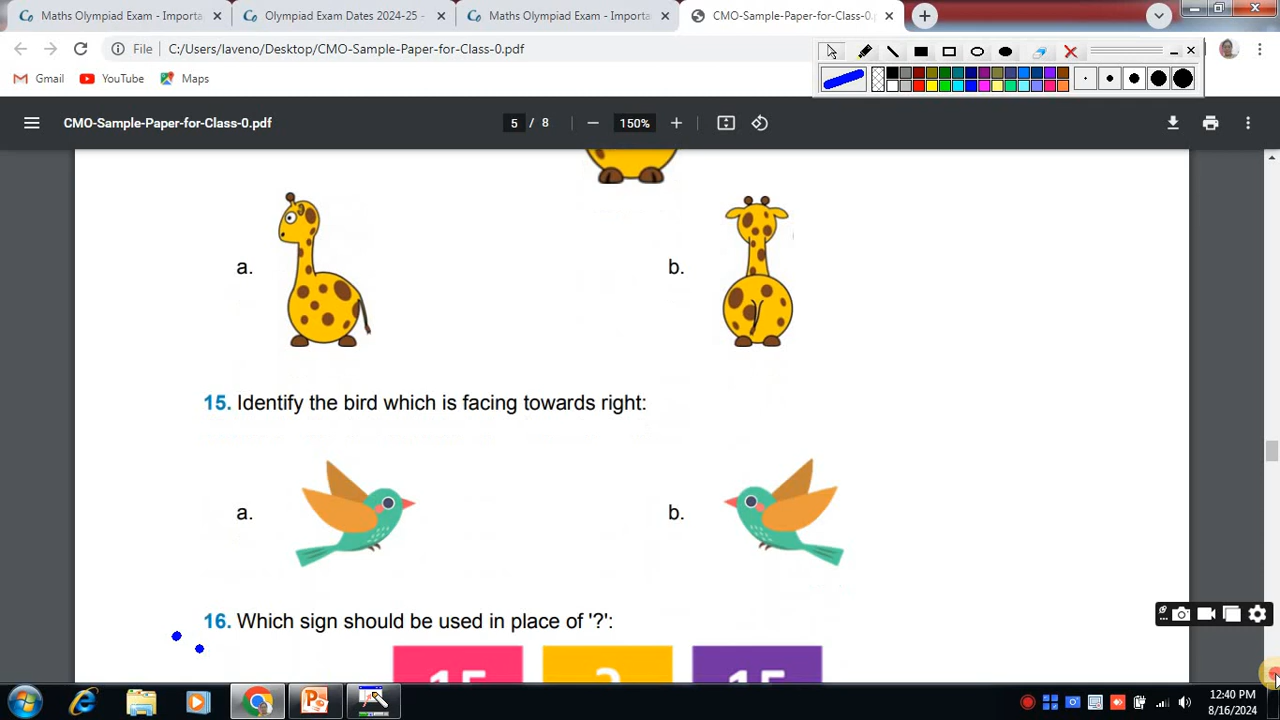 Maths Olympiad Exam - Importa
Olympiad Exam Dates 2024-25 -
Maths Olympiad Exam - Importa
CMO-Sample-Paper-for-Class-0.p
File C:/Users/laveno/Desktop/CMO-Sample-Paper-for-Class-0.pdf
Gmail YouTube Maps
CMO-Sample-Paper-for-Class-0.pdf 5 / 8 150%
a. b.
15. Identify the bird which is facing towards right:
a. b.
16. Which sign should be used in place of '?':
15 ? 15
12:40 PM
8/16/2024